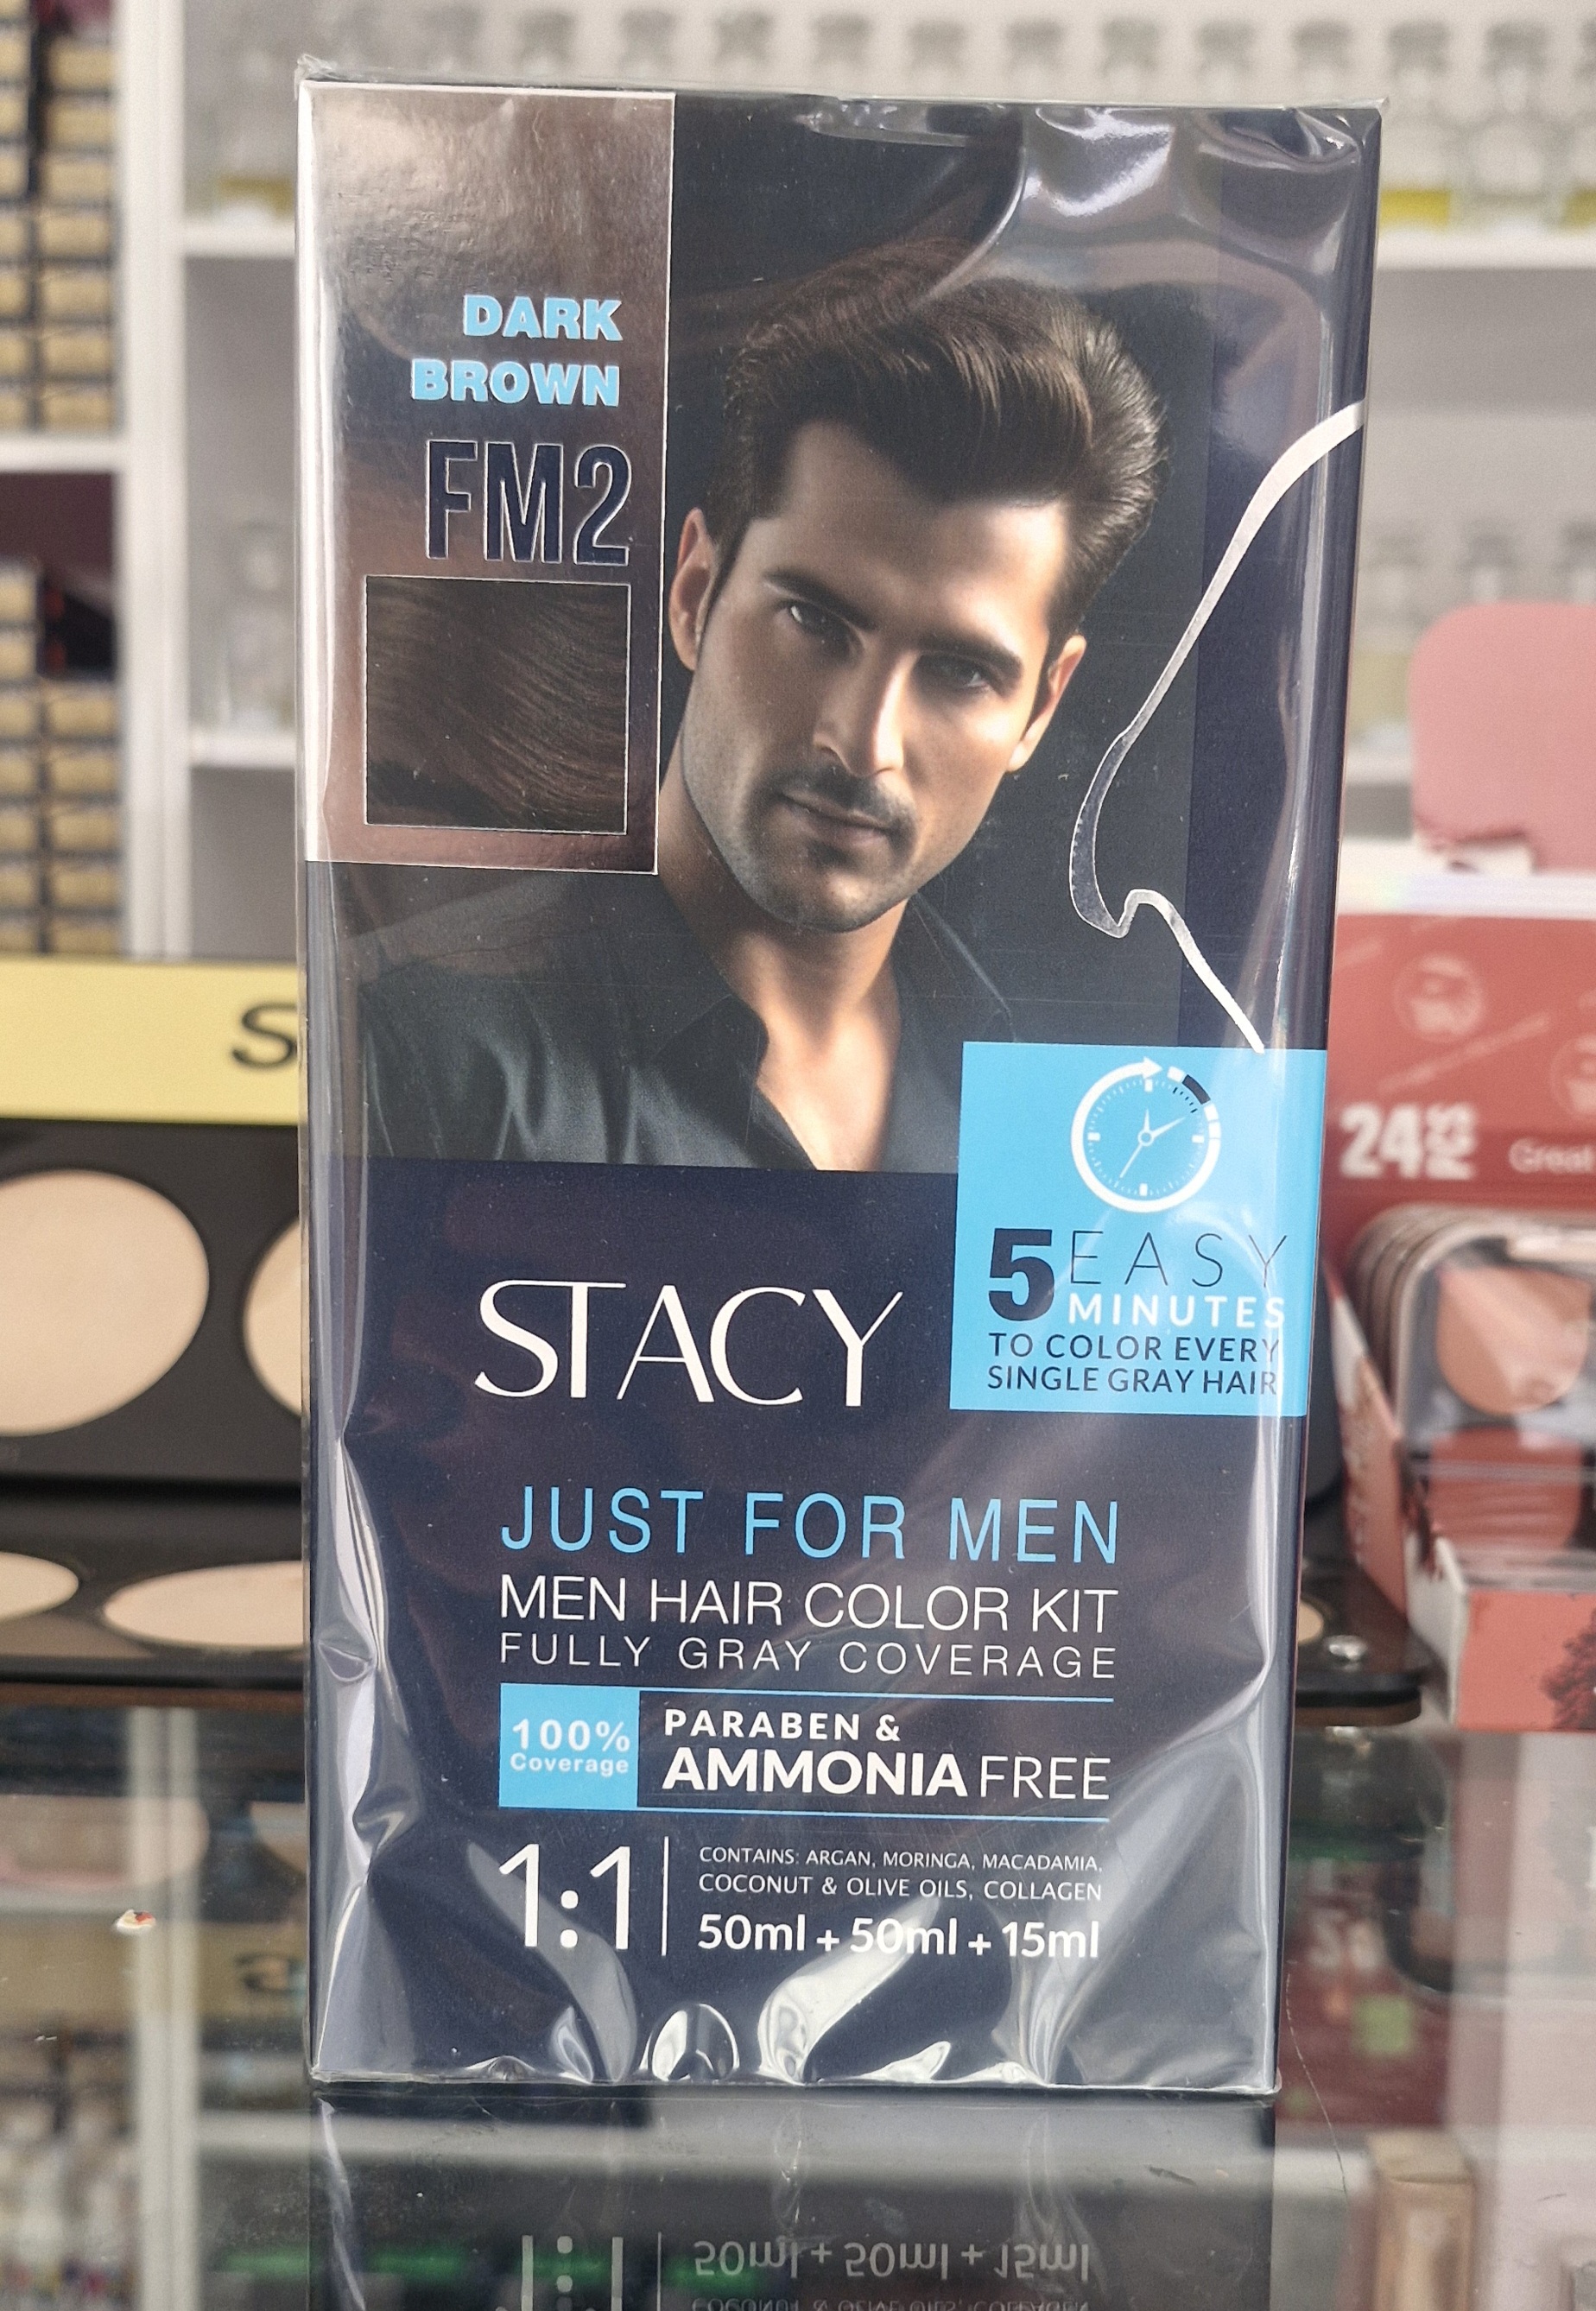 DARK
BROWN
FM2
5 EASY
MINUTES
TO COLOR EVERY
SINGLE GRAY HAIR
STACY
JUST FOR MEN
MEN HAIR COLOR KIT
FULLY GRAY COVERAGE
100%
Coverage
PARABEN &
AMMONIA FREE
1:1
CONTAINS: ARGAN, MORINGA, MACADAMIA,
COCONUT & OLIVE OILS, COLLAGEN
50ml + 50ml + 15ml
S
24 PCS
Great